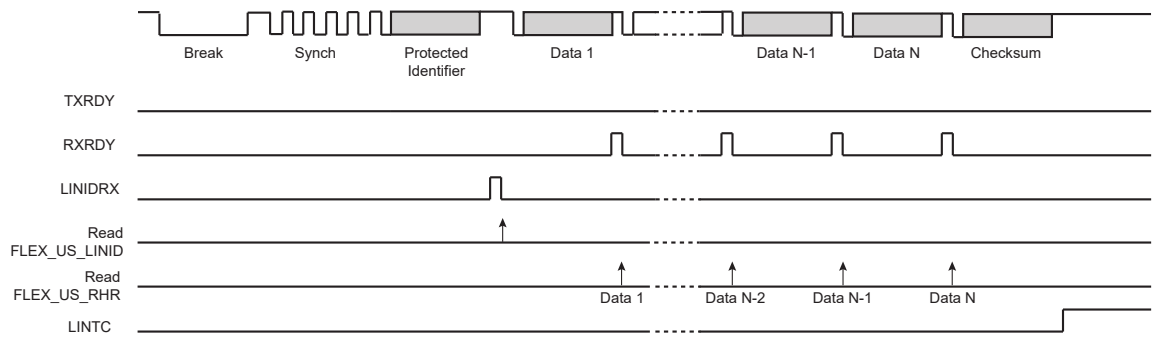 Break
Synch
Protected
Identifier
Data 1
Data N-1
Data N
Checksum
TXRDY
RXRDY
LINIDRX
Read
FLEX_US_LINID
Read
FLEX_US_RHR
Data 1
Data N-2
Data N-1
Data N
LINTC